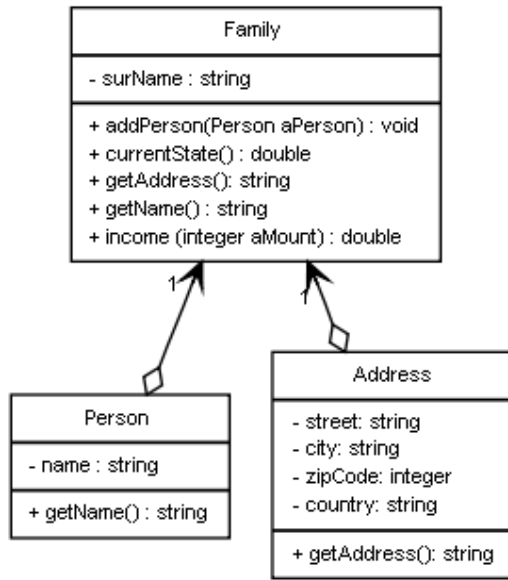 Family
- surName : string
+ addPerson(Person aPerson) : void
+ currentState() : double
+ getAddress(): string
+ getName() : string
+ income (integer aMount) : double
1
1
Person
- name : string
+ getName() : string
Address
- street: string
- city: string
- zipCode: integer
- country: string
+ getAddress(): string